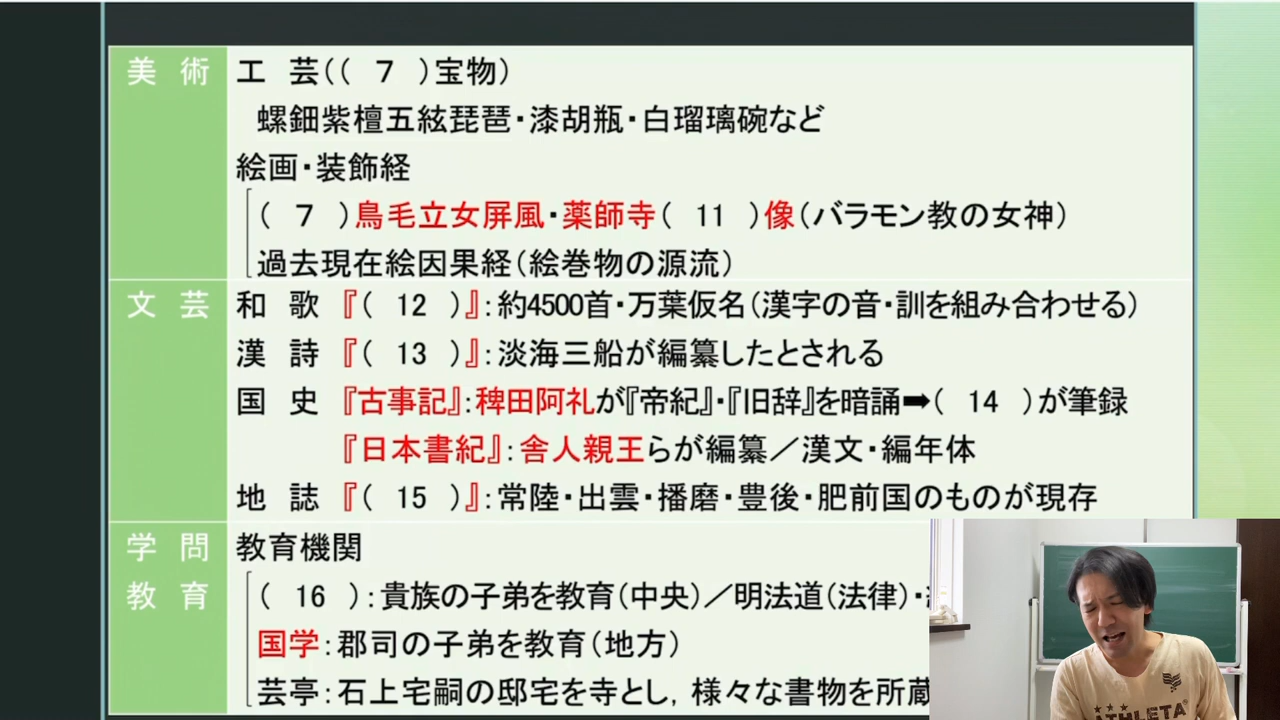 美 術
工 芸（（ 7 ）宝物）
螺鈿紫檀五絃琵琶・漆胡瓶・白瑠璃碗など
絵画・装飾経
（ 7 ）鳥毛立女屏風・薬師寺（ 11 ）像（バラモン教の女神）
過去現在絵因果経（絵巻物の源流）
文 芸
和 歌 『（ 12 ）』：約4500首・万葉仮名（漢字の音・訓を組み合わせる）
漢 詩 『（ 13 ）』：淡海三船が編纂したとされる
国 史 『古事記』：稗田阿礼が『帝紀』・『旧辞』を暗誦➡（ 14 ）が筆録
『日本書紀』：舎人親王らが編纂／漢文・編年体
地 誌 『（ 15 ）』：常陸・出雲・播磨・豊後・肥前国のものが現存
学 問
教 育
教育機関
（ 16 ）：貴族の子弟を教育（中央）／明法道（法律）・
国学：郡司の子弟を教育（地方）
芸亭：石上宅嗣の邸宅を寺とし，様々な書物を所蔵
ATHLETA